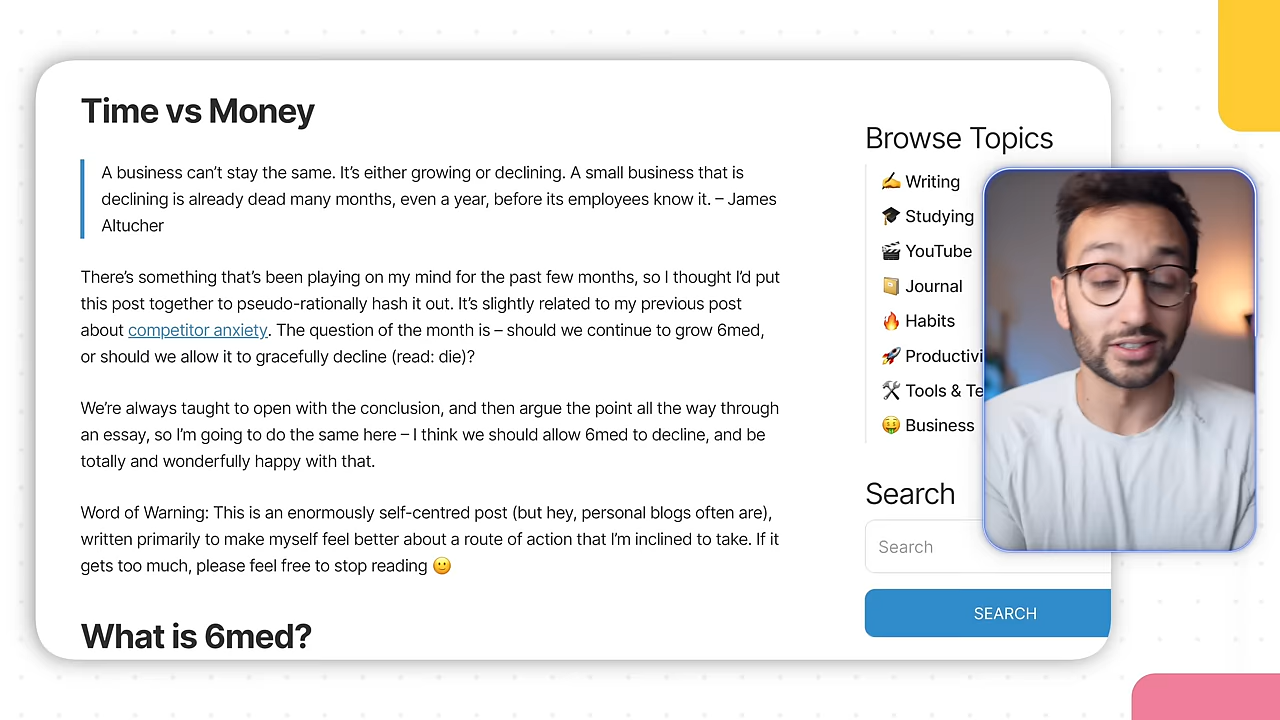 Time vs Money
A business can’t stay the same. It’s either growing or declining. A small business that is
declining is already dead many months, even a year, before its employees know it. – James
Altucher
There’s something that’s been playing on my mind for the past few months, so I thought I’d put
this post together to pseudo-rationally hash it out. It’s slightly related to my previous post
about competitor anxiety. The question of the month is – should we continue to grow 6med,
or should we allow it to gracefully decline (read: die)?
We’re always taught to open with the conclusion, and then argue the point all the way through
an essay, so I’m going to do the same here – I think we should allow 6med to decline, and be
totally and wonderfully happy with that.
Word of Warning: This is an enormously self-centred post (but hey, personal blogs often are),
written primarily to make myself feel better about a route of action that I’m inclined to take. If it
gets too much, please feel free to stop reading 🙂
What is 6med?
Browse Topics
✍️ Writing
🎓 Studying
🎬 YouTube
📔 Journal
🔥 Habits
🚀 Productivi
🛠 Tools & Te
🤑 Business
Search
Search
SEARCH